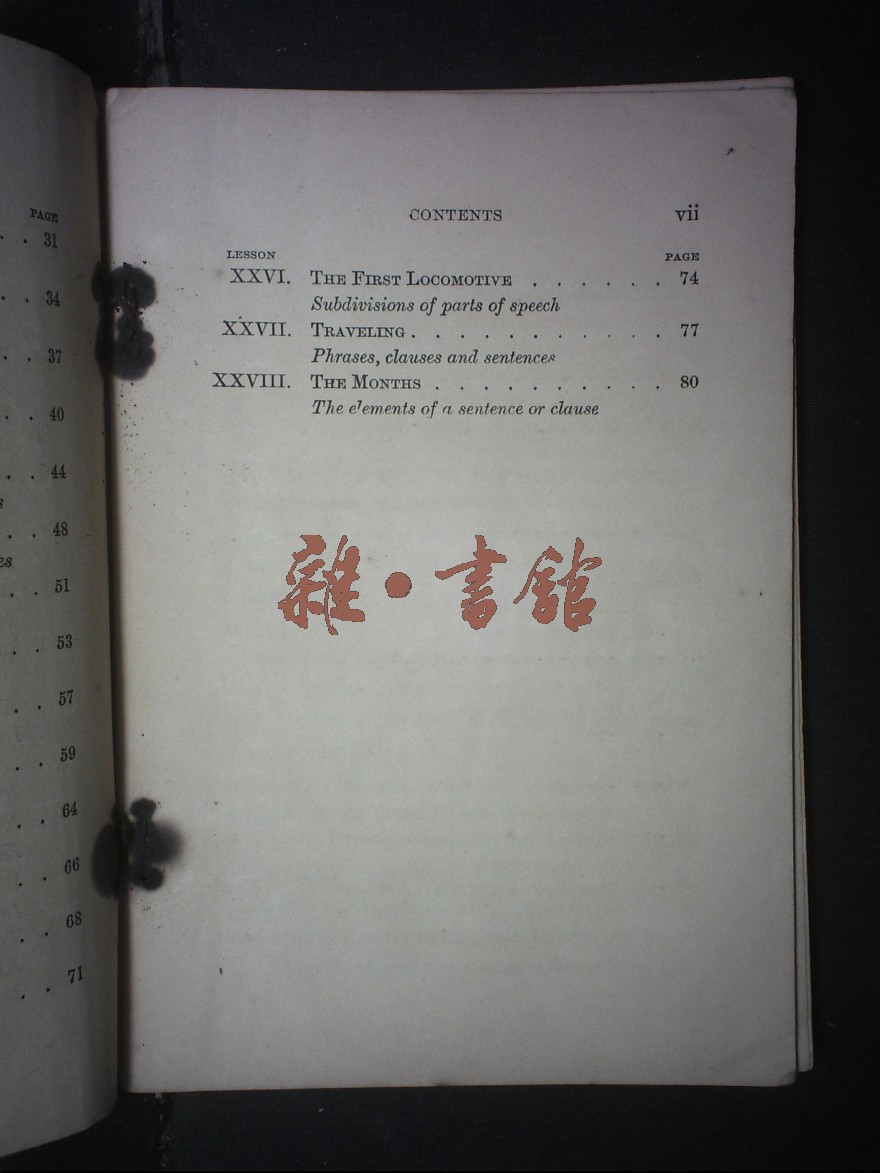 PAGE
. . 31
. . 34
. . 37
. . 40
. . 44
s
. . 48
es
. . 51
. . 53
. . 57
. . 59
. . 64
. . 66
. . 68
. . 71
CONTENTS vii
LESSON PAGE
XXVI. THE FIRST LOCOMOTIVE . . . . . . 74
Subdivisions of parts of speech
XXVII. TRAVELING . . . . . . . . . . . 77
Phrases, clauses and sentences
XXVIII. THE MONTHS . . . . . . . . . . 80
The elements of a sentence or clause
雜·書館